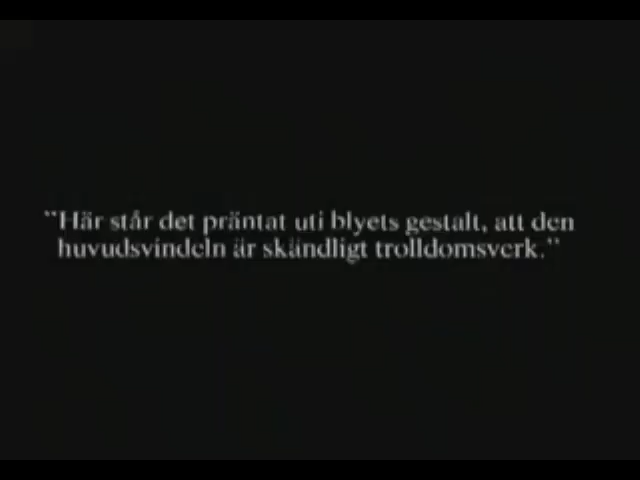 ”Här står det präntat uti blyets gestalt, att den
huvudsvindeln är skändligt trolldomsverk.”